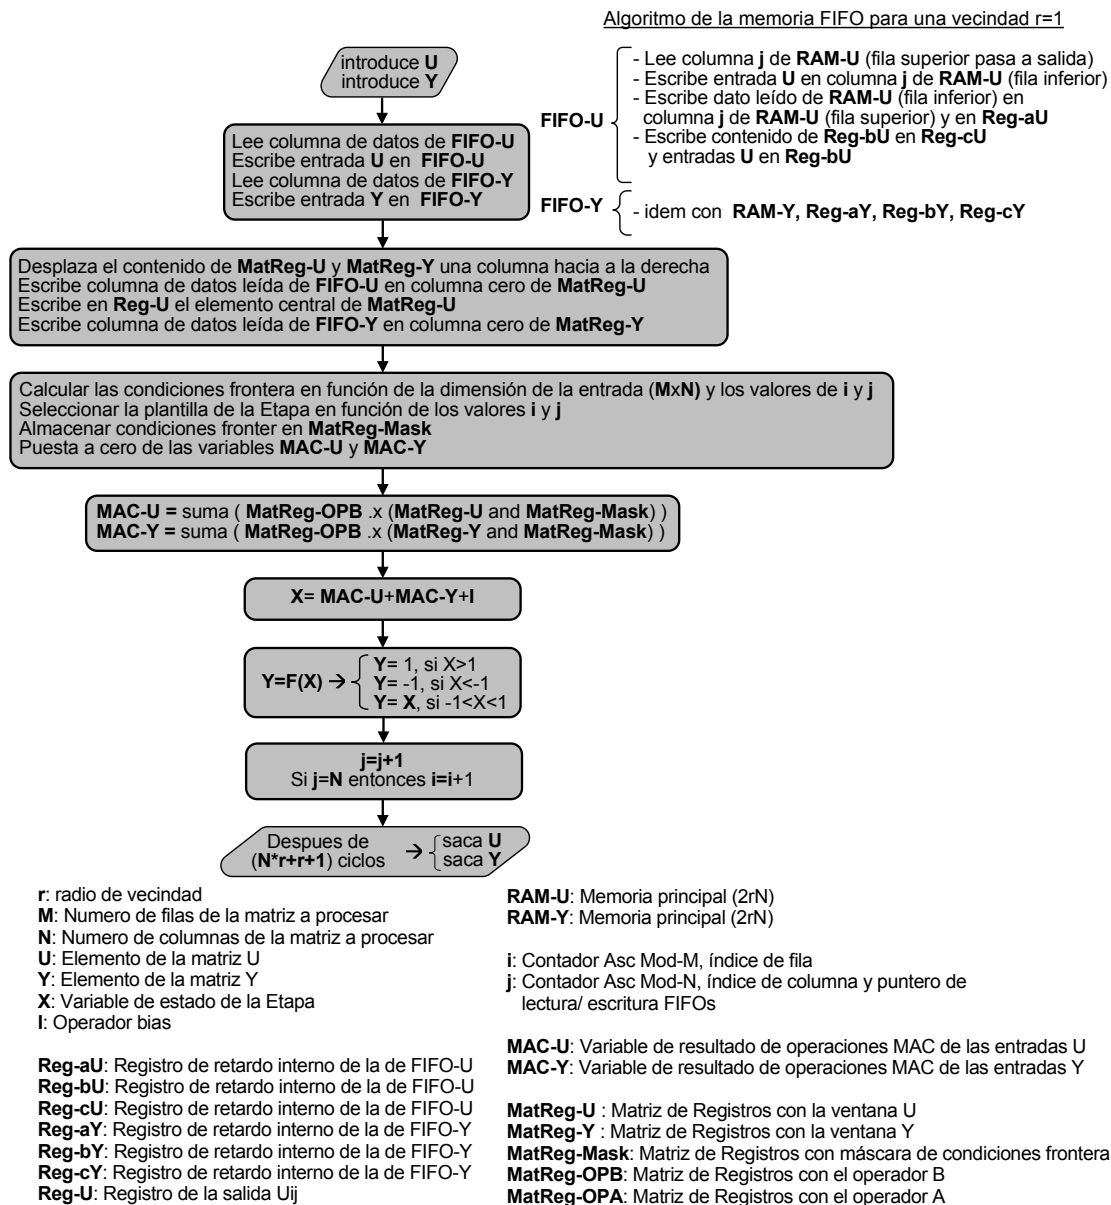 Algoritmo de la memoria FIFO para una vecindad r=1
introduce U
introduce Y
FIFO-U
- Lee columna j de RAM-U (fila superior pasa a salida)
- Escribe entrada U en columna j de RAM-U (fila inferior)
- Escribe dato leído de RAM-U (fila inferior) en
columna j de RAM-U (fila superior) y en Reg-aU
- Escribe contenido de Reg-bU en Reg-cU
y entradas U en Reg-bU
FIFO-Y
- idem con RAM-Y, Reg-aY, Reg-bY, Reg-cY
Lee columna de datos de FIFO-U
Escribe entrada U en FIFO-U
Lee columna de datos de FIFO-Y
Escribe entrada Y en FIFO-Y
Desplaza el contenido de MatReg-U y MatReg-Y una columna hacia a la derecha
Escribe columna de datos leída de FIFO-U en columna cero de MatReg-U
Escribe en Reg-U el elemento central de MatReg-U
Escribe columna de datos leída de FIFO-Y en columna cero de MatReg-Y
Calcular las condiciones frontera en función de la dimensión de la entrada (MxN) y los valores de i y j
Seleccionar la plantilla de la Etapa en función de los valores i y j
Almacenar condiciones fronter en MatReg-Mask
Puesta a cero de las variables MAC-U y MAC-Y
MAC-U = suma ( MatReg-OPB .x (MatReg-U and MatReg-Mask) )
MAC-Y = suma ( MatReg-OPB .x (MatReg-Y and MatReg-Mask) )
X= MAC-U+MAC-Y+I
Y=F(X) →
Y= 1, si X>1
Y= -1, si X<-1
Y= X, si -1<X<1
j=j+1
Si j=N entonces i=i+1
Despues de
(N*r+r+1) ciclos →
saca U
saca Y
r: radio de vecindad
M: Numero de filas de la matriz a procesar
N: Numero de columnas de la matriz a procesar
U: Elemento de la matriz U
Y: Elemento de la matriz Y
X: Variable de estado de la Etapa
I: Operador bias
Reg-aU: Registro de retardo interno de la de FIFO-U
Reg-bU: Registro de retardo interno de la de FIFO-U
Reg-cU: Registro de retardo interno de la de FIFO-U
Reg-aY: Registro de retardo interno de la de FIFO-Y
Reg-bY: Registro de retardo interno de la de FIFO-Y
Reg-cY: Registro de retardo interno de la de FIFO-Y
Reg-U: Registro de la salida Uij
RAM-U: Memoria principal (2rN)
RAM-Y: Memoria principal (2rN)
i: Contador Asc Mod-M, índice de fila
j: Contador Asc Mod-N, índice de columna y puntero de
lectura/ escritura FIFOs
MAC-U: Variable de resultado de operaciones MAC de las entradas U
MAC-Y: Variable de resultado de operaciones MAC de las entradas Y
MatReg-U : Matriz de Registros con la ventana U
MatReg-Y : Matriz de Registros con la ventana Y
MatReg-Mask: Matriz de Registros con máscara de condiciones frontera
MatReg-OPB: Matriz de Registros con el operador B
MatReg-OPA: Matriz de Registros con el operador A